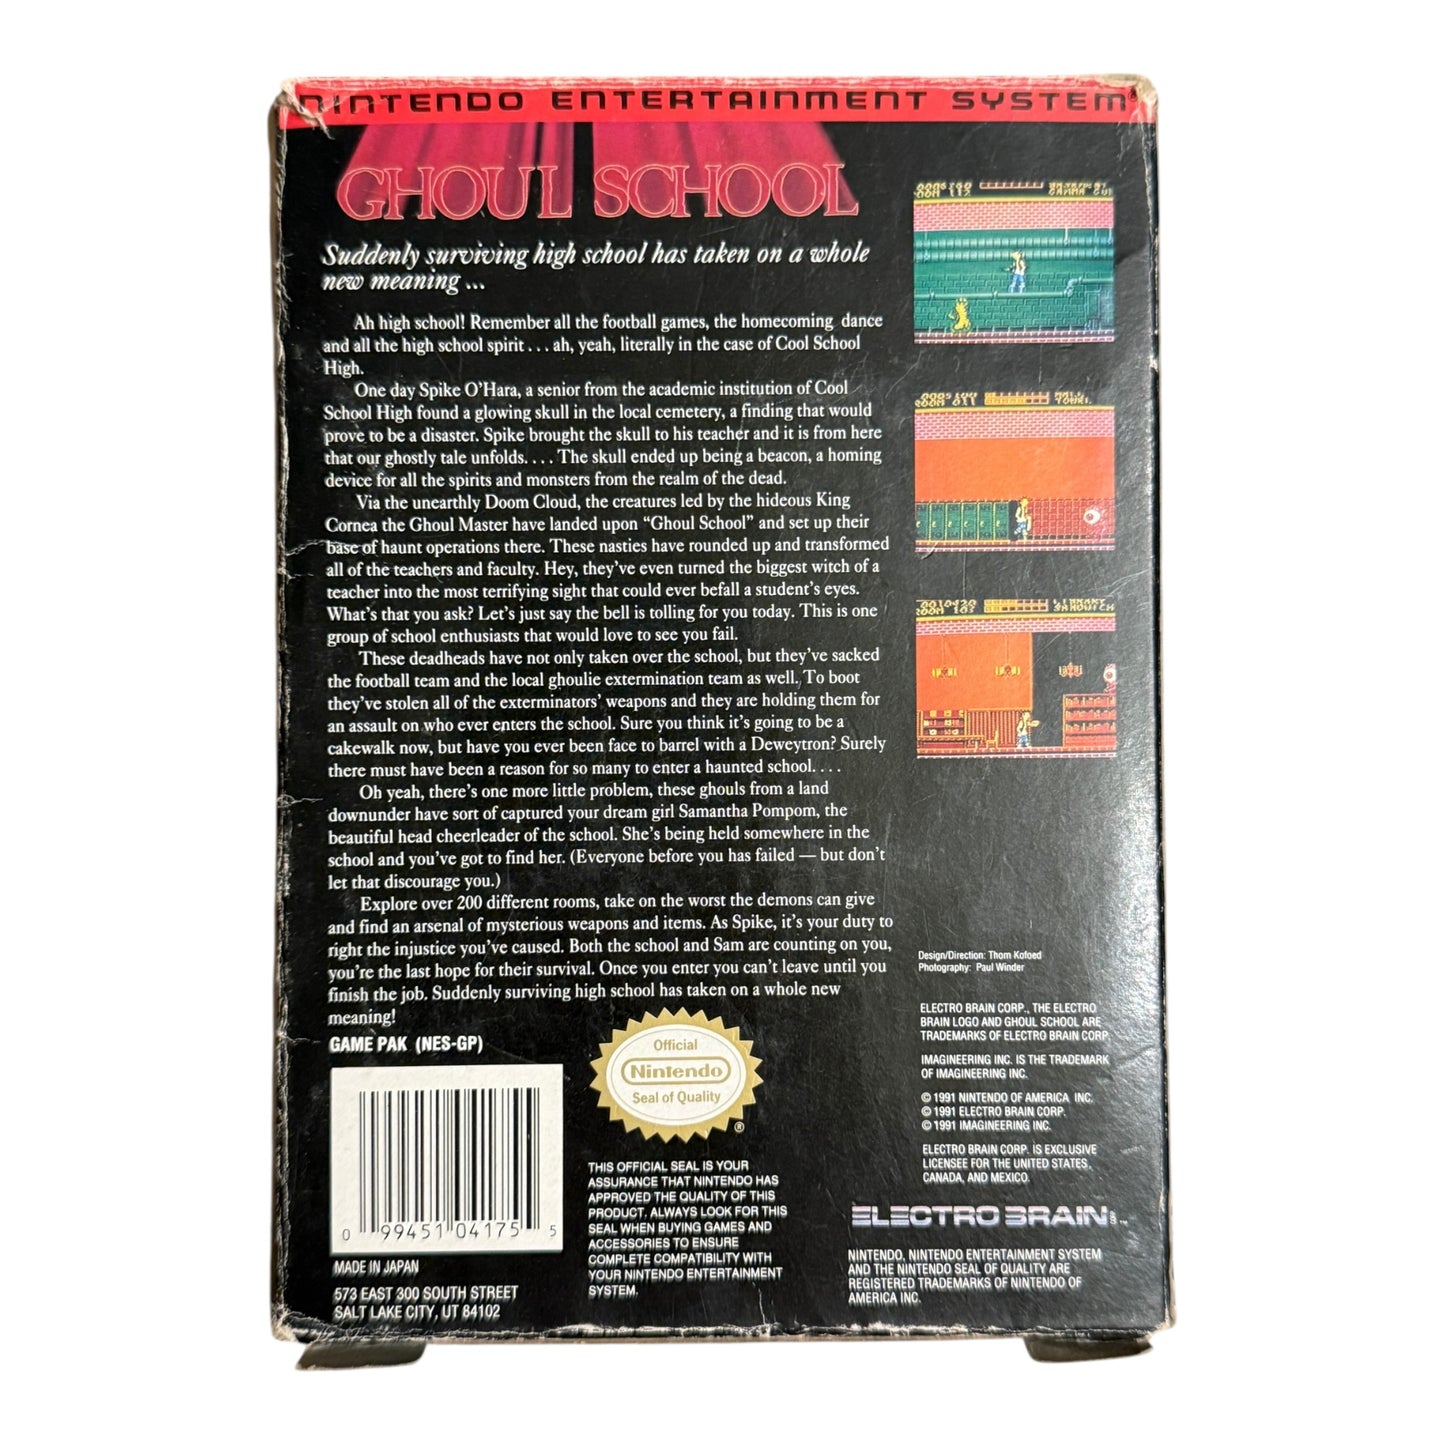 NINTENDO ENTERTAINMENT SYSTEM®
GHOUL SCHOOL
Suddenly surviving high school has taken on a whole
new meaning ...
Ah high school! Remember all the football games, the homecoming dance
and all the high school spirit . . . ah, yeah, literally in the case of Cool School
High.
One day Spike O'Hara, a senior from the academic institution of Cool
School High found a glowing skull in the local cemetery, a finding that would
prove to be a disaster. Spike brought the skull to his teacher and it is from here
that our ghostly tale unfolds. . . . The skull ended up being a beacon, a homing
device for all the spirits and monsters from the realm of the dead.
Via the unearthly Doom Cloud, the creatures led by the hideous King
Cornea the Ghoul Master have landed upon “Ghoul School” and set up their
base of haunt operations there. These nasties have rounded up and transformed
all of the teachers and faculty. Hey, they've even turned the biggest witch of a
teacher into the most terrifying sight that could ever befall a student's eyes.
What's that you ask? Let's just say the bell is tolling for you today. This is one
group of school enthusiasts that would love to see you fail.
These deadheads have not only taken over the school, but they've sacked
the football team and the local ghoulie extermination team as well. To boot
they've stolen all of the exterminators' weapons and they are holding them for
an assault on who ever enters the school. Sure you think it's going to be a
cakewalk now, but have you ever been face to barrel with a Deweytron? Surely
there must have been a reason for so many to enter a haunted school. . . .
Oh yeah, there's one more little problem, these ghouls from a land
downunder have sort of captured your dream girl Samantha Pompom, the
beautiful head cheerleader of the school. She's being held somewhere in the
school and you've got to find her. (Everyone before you has failed — but don't
let that discourage you.)
Explore over 200 different rooms, take on the worst the demons can give
and find an arsenal of mysterious weapons and items. As Spike, it's your duty to
right the injustice you've caused. Both the school and Sam are counting on you,
you're the last hope for their survival. Once you enter you can't leave until you
finish the job. Suddenly surviving high school has taken on a whole new
meaning!
GAME PAK (NES-GP)
0 99451 04175 5
MADE IN JAPAN
573 EAST 300 SOUTH STREET
SALT LAKE CITY, UT 84102
Official
Nintendo
Seal of Quality
®
THIS OFFICIAL SEAL IS YOUR
ASSURANCE THAT NINTENDO HAS
APPROVED THE QUALITY OF THIS
PRODUCT. ALWAYS LOOK FOR THIS
SEAL WHEN BUYING GAMES AND
ACCESSORIES TO ENSURE
COMPLETE COMPATIBILITY WITH
YOUR NINTENDO ENTERTAINMENT
SYSTEM.
Design/Direction: Thom Kofoed
Photography: Paul Winder
ELECTRO BRAIN CORP., THE ELECTRO
BRAIN LOGO AND GHOUL SCHOOL ARE
TRADEMARKS OF ELECTRO BRAIN CORP.
IMAGINEERING INC. IS THE TRADEMARK
OF IMAGINEERING INC.
© 1991 NINTENDO OF AMERICA INC.
© 1991 ELECTRO BRAIN CORP.
© 1991 IMAGINEERING INC.
ELECTRO BRAIN CORP. IS EXCLUSIVE
LICENSEE FOR THE UNITED STATES,
CANADA, AND MEXICO.
ELECTRO BRAIN
NINTENDO, NINTENDO ENTERTAINMENT SYSTEM
AND THE NINTENDO SEAL OF QUALITY ARE
REGISTERED TRADEMARKS OF NINTENDO OF
AMERICA INC.